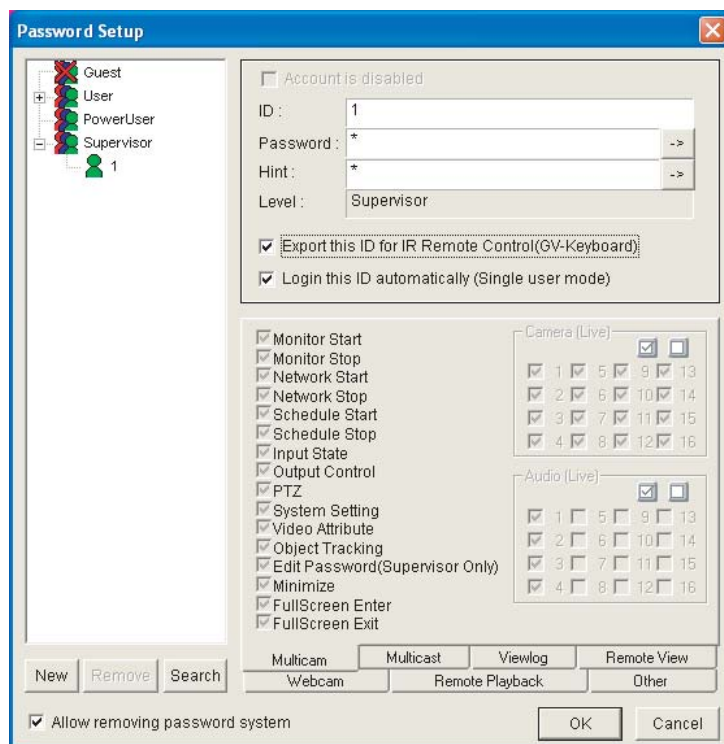 Password Setup
Guest
User
PowerUser
Supervisor
1
New Remove Search
Allow removing password system
Account is disabled
ID : 1
Password : * ->
Hint : * ->
Level : Supervisor
Export this ID for IR Remote Control(GV-Keyboard)
Login this ID automatically (Single user mode)
Monitor Start
Monitor Stop
Network Start
Network Stop
Schedule Start
Schedule Stop
Input State
Output Control
PTZ
System Setting
Video Attribute
Object Tracking
Edit Password(Supervisor Only)
Minimize
FullScreen Enter
FullScreen Exit
Camera (Live)
1 5 9 13
2 6 10 14
3 7 11 15
4 8 12 16
Audio (Live)
1 5 9 13
2 6 10 14
3 7 11 15
4 8 12 16
Multicam Multicast Viewlog Remote View
Webcam Remote Playback Other
OK Cancel